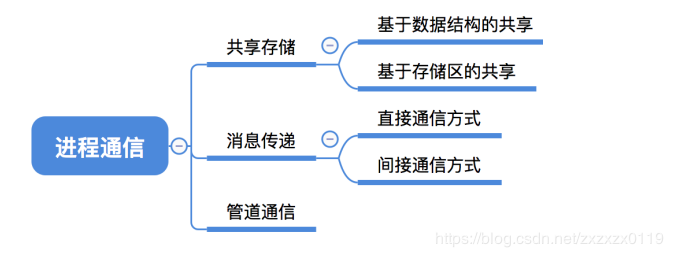 基于数据结构的共享
共享存储
基于存储区的共享
直接通信方式
进程通信
消息传递
间接通信方式
管道通信
https://blog.csdn.net/zxzxzx0119